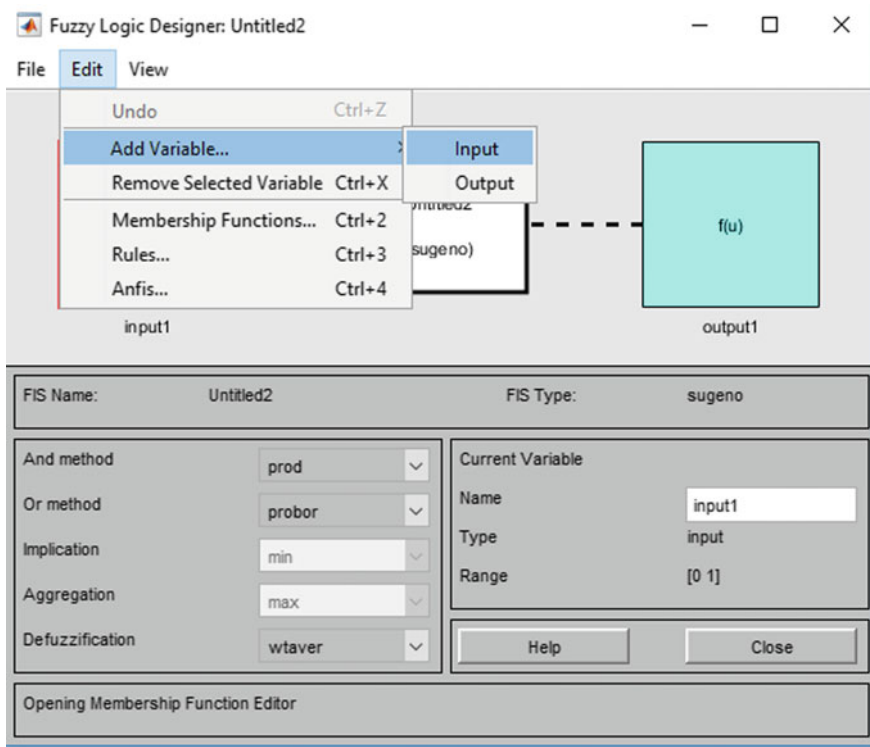 Fuzzy Logic Designer: Untitled2
File Edit View
Undo Ctrl+Z
Add Variable... Input
Remove Selected Variable Ctrl+X Output
Membership Functions... Ctrl+2
Rules... Ctrl+3
Anfis... Ctrl+4
Untitled2
(sugeno)
f(u)
input1 output1
FIS Name: Untitled2 FIS Type: sugeno
And method prod
Or method probor
Implication min
Aggregation max
Defuzzification wtaver
Current Variable
Name input1
Type input
Range [0 1]
Help Close
Opening Membership Function Editor